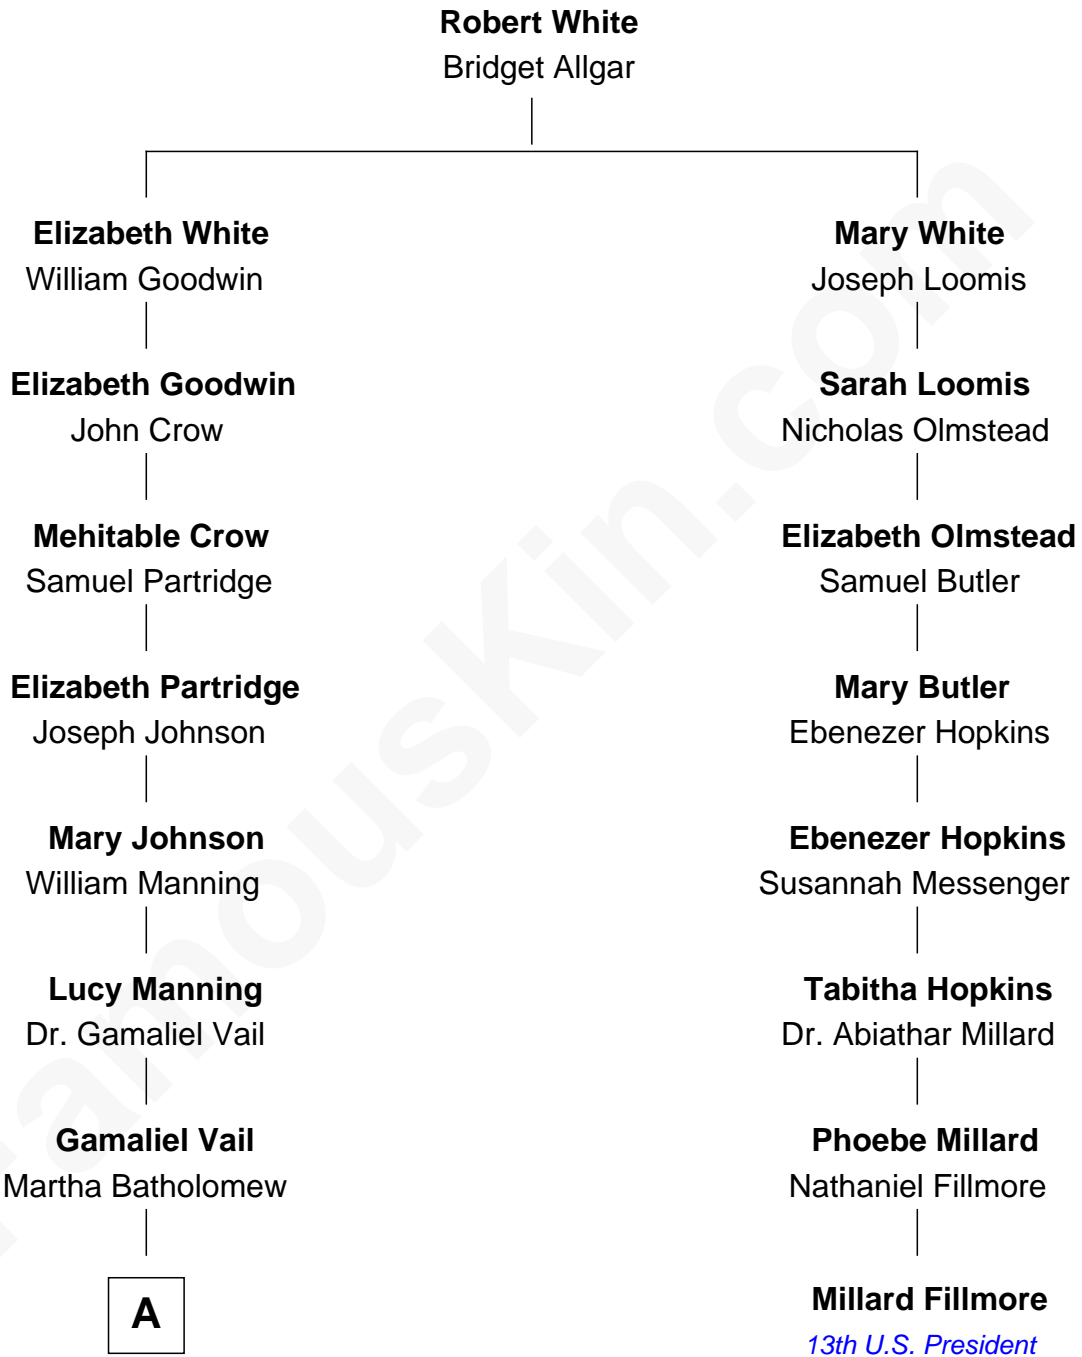 Robert White
Bridget Allgar
Elizabeth White
William Goodwin
Mary White
Joseph Loomis
Elizabeth Goodwin
John Crow
Sarah Loomis
Nicholas Olmstead
Mehitable Crow
Samuel Partridge
Elizabeth Olmstead
Samuel Butler
Elizabeth Partridge
Joseph Johnson
Mary Butler
Ebenezer Hopkins
Mary Johnson
William Manning
Ebenezer Hopkins
Susannah Messenger
Lucy Manning
Dr. Gamaliel Vail
Tabitha Hopkins
Dr. Abiathar Millard
Gamaliel Vail
Martha Batholomew
Phoebe Millard
Nathaniel Fillmore
A
Millard Fillmore
13th U.S. President
FamousKin.com